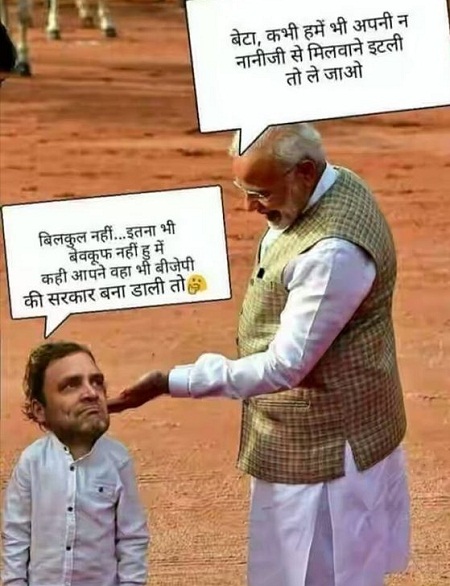 बेटा, कभी हमें भी अपनी न
नानीजी से मिलवाने इटली
तो ले जाओ
बिलकुल नहीं...इतना भी
बेवकूफ नहीं हु में
कही आपने वहा भी बीजेपी
की सरकार बना डाली तो🤔